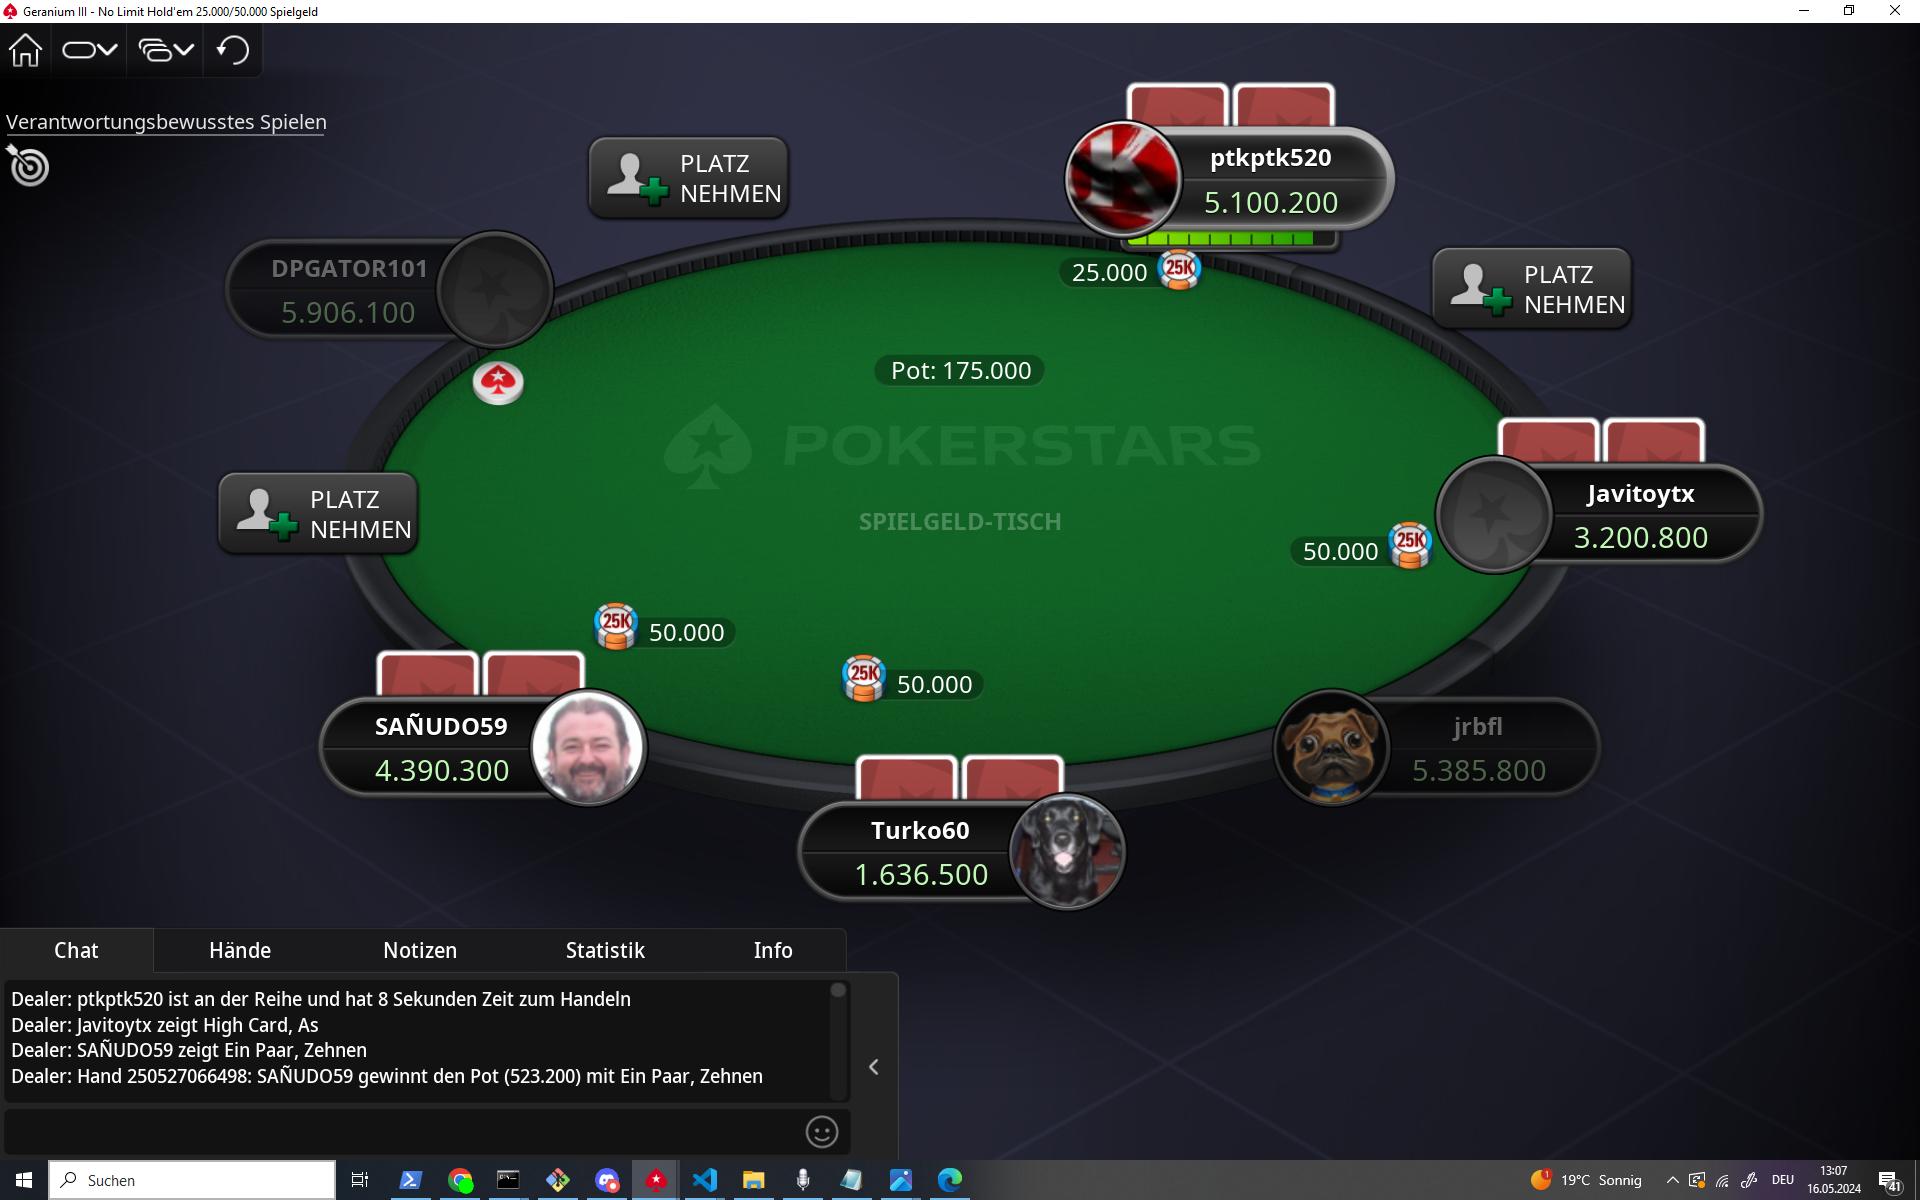 Geranium III - No Limit Hold'em 25.000/50.000 Spielgeld
Verantwortungsbewusstes Spielen
PLATZ
NEHMEN
ptkptk520
5.100.200
DPGATOR101
5.906.100
25.000
25K
PLATZ
NEHMEN
Pot: 175.000
POKERSTARS
SPIELGELD-TISCH
Javitoytx
3.200.800
50.000
25K
PLATZ
NEHMEN
25K
50.000
25K
50.000
SAÑUDO59
4.390.300
jrbfl
5.385.800
Turko60
1.636.500
Chat
Hände
Notizen
Statistik
Info
Dealer: ptkptk520 ist an der Reihe und hat 8 Sekunden Zeit zum Handeln
Dealer: Javitoytx zeigt High Card, As
Dealer: SAÑUDO59 zeigt Ein Paar, Zehnen
Dealer: Hand 250527066498: SAÑUDO59 gewinnt den Pot (523.200) mit Ein Paar, Zehnen
Suchen
1
19°C Sonnig
DEU
13:07
16.05.2024
41